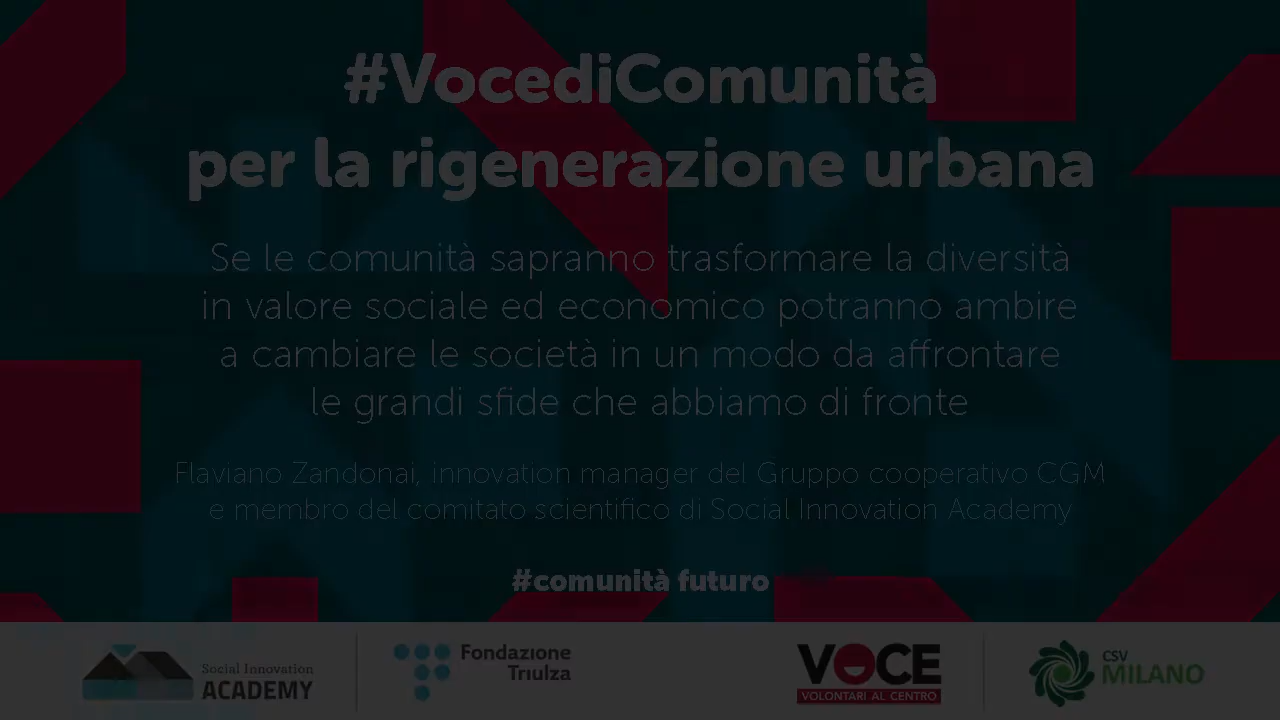 #VocediComunità
per la rigenerazione urbana
Se le comunità sapranno trasformare la diversità
in valore sociale ed economico potranno ambire
a cambiare le società in un modo da affrontare
le grandi sfide che abbiamo di fronte
Flaviano Zandonai, innovation manager del Gruppo cooperativo CGM
e membro del comitato scientifico di Social Innovation Academy
#comunità futuro
Social Innovation
ACADEMY
Fondazione
Triulza
VOCE
VOLONTARI AL CENTRO
CSV
MILANO